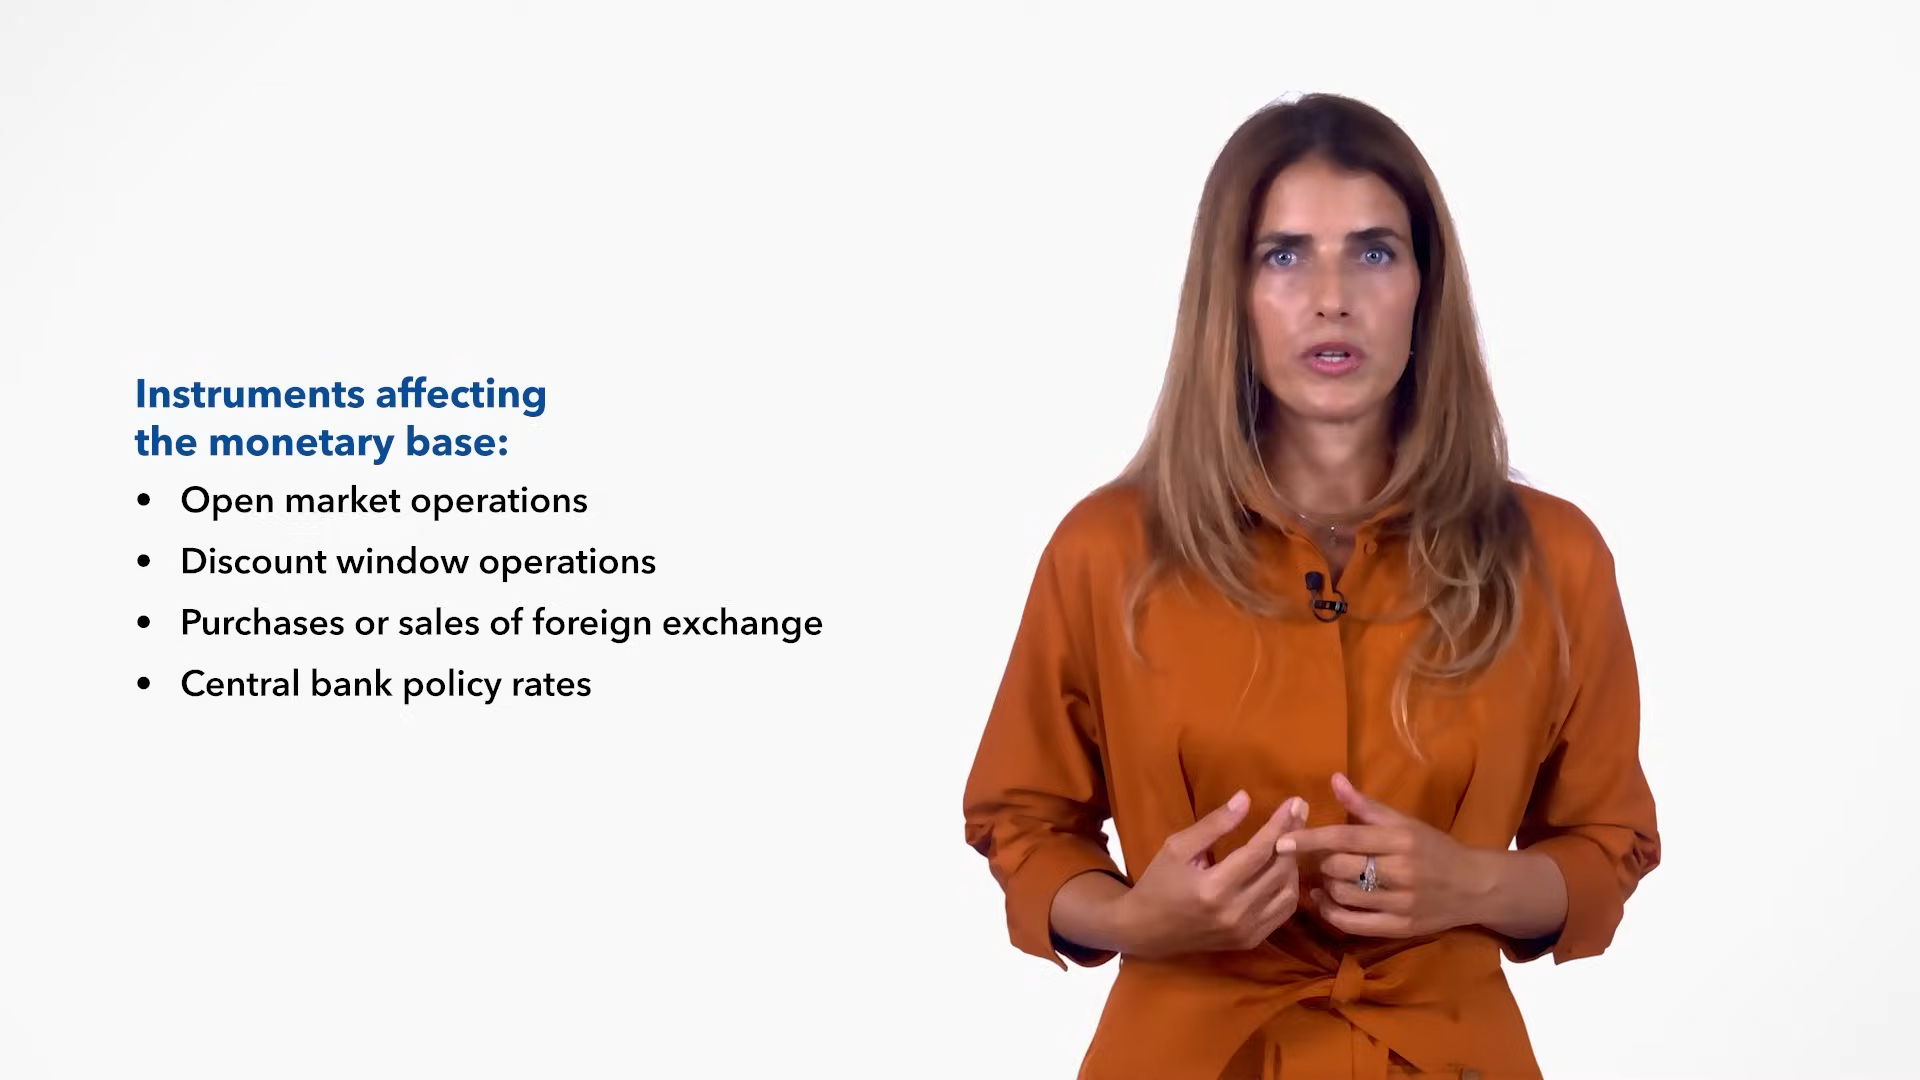 Instruments affecting
the monetary base:
• Open market operations
• Discount window operations
• Purchases or sales of foreign exchange
• Central bank policy rates